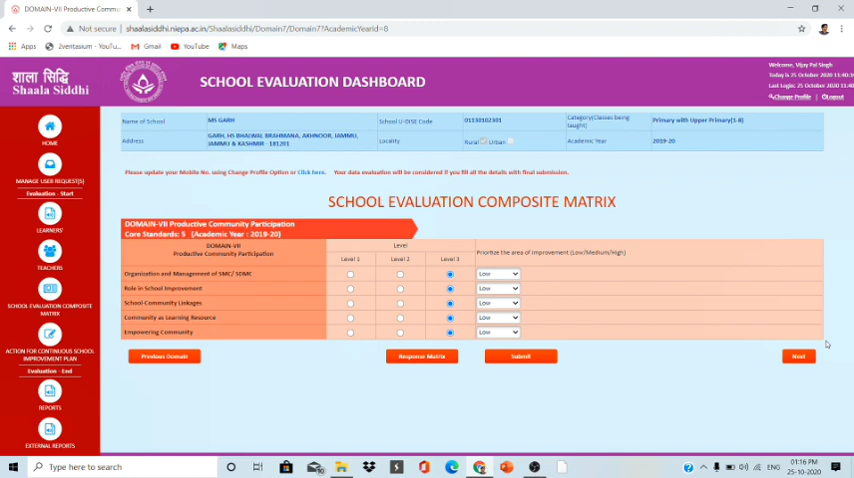 DOMAIN-VII Productive Commu
Not secure | shaalasiddhi.niepa.ac.in/Shaalasiddhi/Domain7/Domain7?AcademicYearId=8
Apps 2veritasium - YouTu... Gmail YouTube Maps
शाला सिद्धि
Shaala Siddhi
SCHOOL EVALUATION DASHBOARD
Welcome, Vijay Pal Singh
Today is 25 October 2020
Last Login: 25 October 2020
Change Profile | Logout
HOME
MANAGE USER REQUEST(S)
Evaluation - Start
LEARNERS'
TEACHERS
SCHOOL EVALUATION COMPOSITE
MATRIX
ACTION FOR CONTINUOUS SCHOOL
IMPROVEMENT PLAN
Evaluation - End
REPORTS
EXTERNAL REPORTS
Name of School MS GARH School U-DISE Code 01130102301 Category(Classes being taught) Primary with Upper Primary(1-8)
Address GARH, HS BHALWAL BRAHMANA, AKHNOOR, JAMMU, JAMMU & KASHMIR - 181201 Locality Rural Urban Academic Year 2019-20
Please update your Mobile No. using Change Profile Option or Click here. Your data evaluation will be considered if you fill all the details with final submission.
SCHOOL EVALUATION COMPOSITE MATRIX
DOMAIN-VII Productive Community Participation
Core Standards: 5 (Academic Year : 2019-20)
DOMAIN-VII
Productive Community Participation
Level
Level 1 Level 2 Level 3
Prioritize the area of improvement (Low/Medium/High)
Organization and Management of SMC/ SDMC Low
Role in School Improvement Low
School-Community Linkages Low
Community as Learning Resource Low
Empowering Community Low
Previous Domain Response Matrix Submit Next
Type here to search
ENG
01:16 PM
25-10-2020